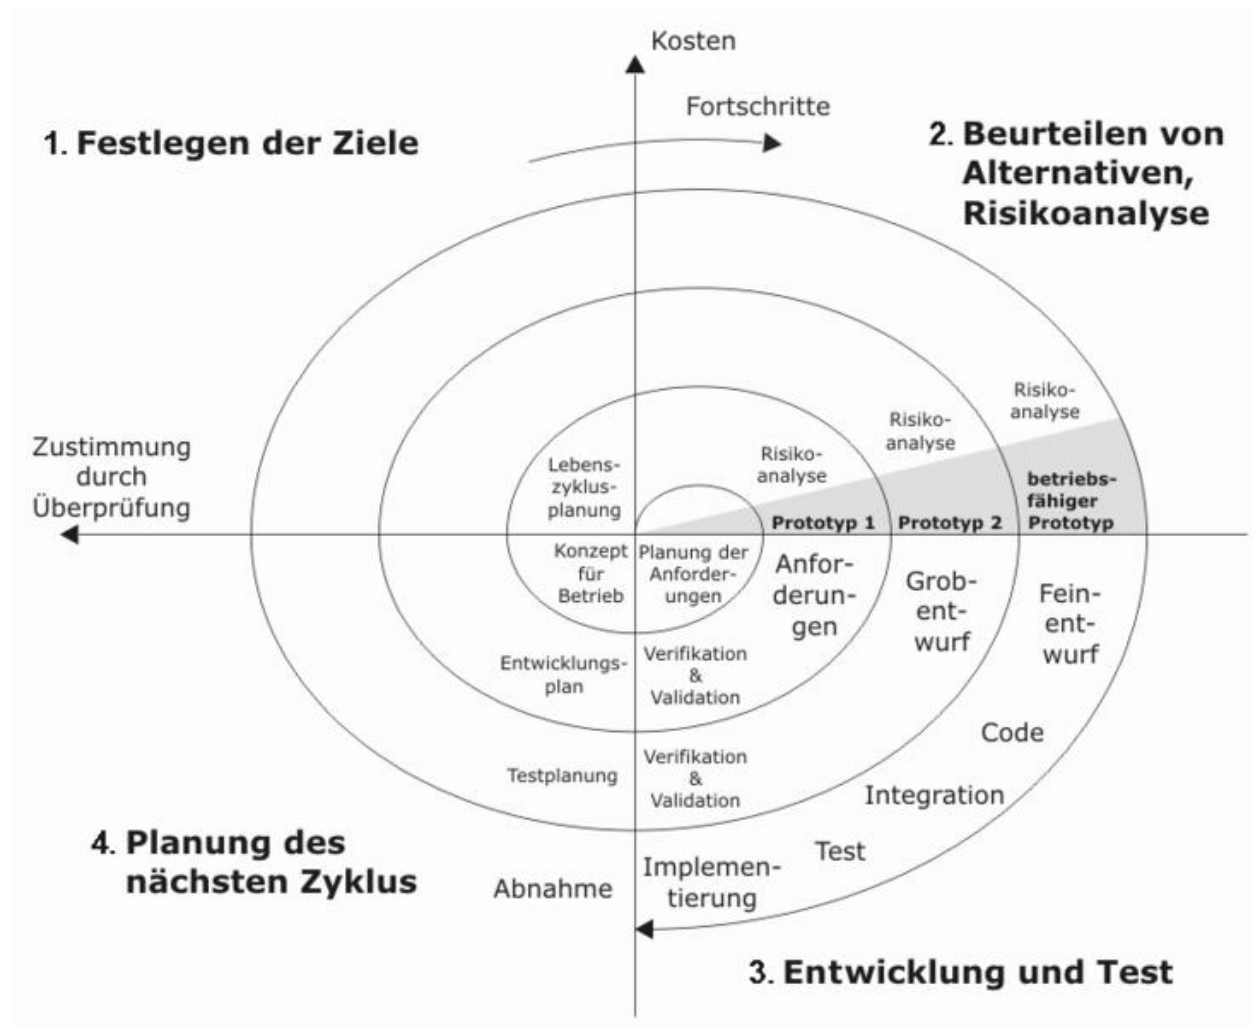 Kosten
Fortschritte
1. Festlegen der Ziele
2. Beurteilen von
Alternativen,
Risikoanalyse
Zustimmung
durch
Überprüfung
Lebens-
zyklus-
planung
Risiko-
analyse
Risiko-
analyse
Risiko-
analyse
Prototyp 1
Prototyp 2
betriebs-
fähiger
Prototyp
Konzept
für
Betrieb
Planung der
Anforder-
ungen
Anfor-
derun-
gen
Grob-
ent-
wurf
Fein-
ent-
wurf
Entwicklungs-
plan
Verifikation
&
Validation
Testplanung
Verifikation
&
Validation
Code
Integration
Test
Implemen-
tierung
Abnahme
4. Planung des
nächsten Zyklus
3. Entwicklung und Test